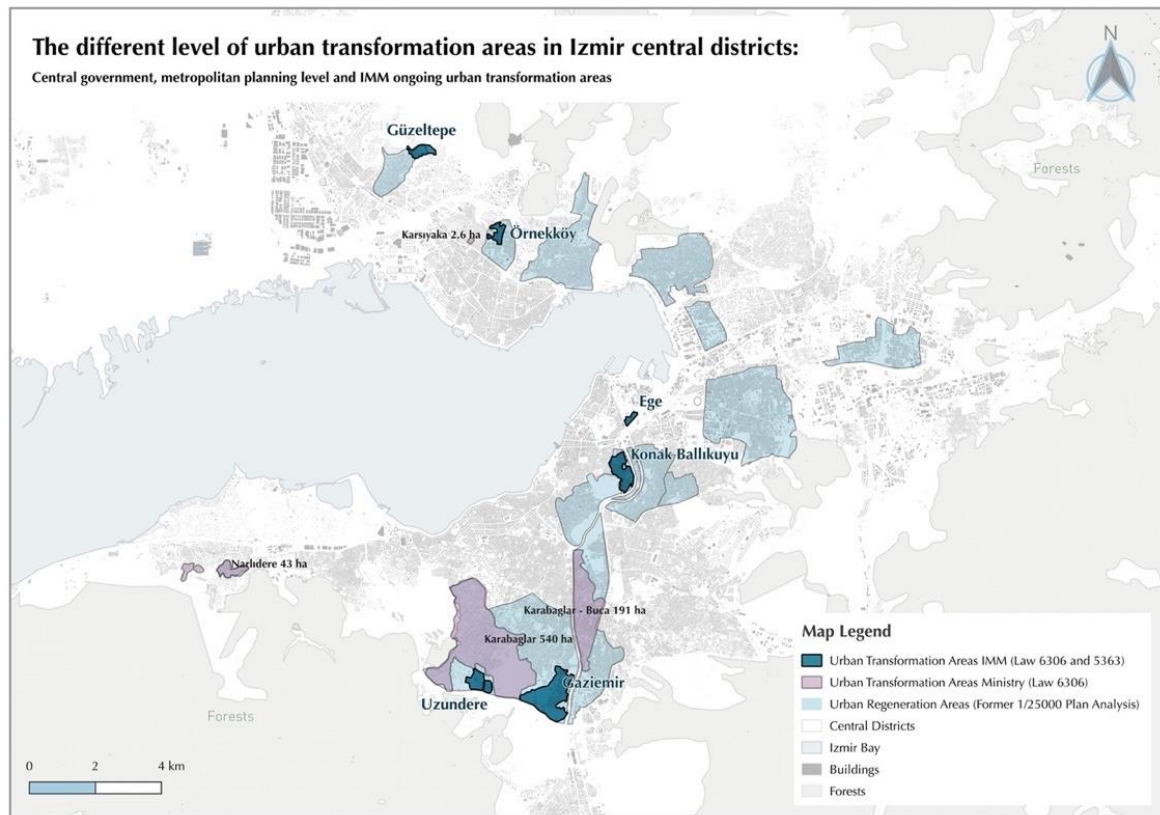 The different level of urban transformation areas in Izmir central districts:
Central government, metropolitan planning level and IMM ongoing urban transformation areas
N
Güzeltepe
Forests
Karsıyaka 2.6 ha
Örnekköy
Ege
Konak Ballıkuyu
Narlıdere 43 ha
Karabaglar - Buca 191 ha
Karabaglar 540 ha
Gaziemir
Uzundere
Forests
Map Legend
Urban Transformation Areas IMM (Law 6306 and 5363)
Urban Transformation Areas Ministry (Law 6306)
Urban Regeneration Areas (Former 1/25000 Plan Analysis)
Central Districts
Izmir Bay
Buildings
Forests
0 2 4 km